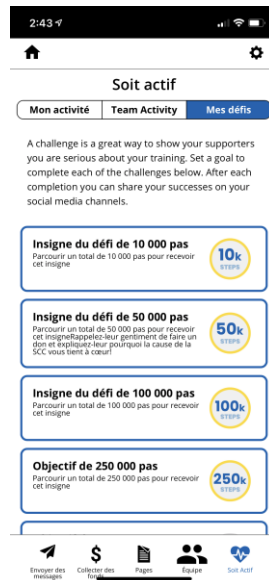 2:43
Soit actif
Mon activité Team Activity Mes défis
A challenge is a great way to show your supporters
you are serious about your training. Set a goal to
complete each of the challenges below. After each
completion you can share your successes on your
social media channels.
Insigne du défi de 10 000 pas
Parcourir un total de 10 000 pas pour recevoir
cet insigne
10k
STEPS
Insigne du défi de 50 000 pas
Parcourir un total de 50 000 pas pour recevoir
cet insigneRappelez-leur gentiment de faire un
don et expliquez-leur pourquoi la cause de la
SCC vous tient à cœur!
50k
STEPS
Insigne du défi de 100 000 pas
Parcourir un total de 100 000 pas pour recevoir
cet insigne
100k
STEPS
Objectif de 250 000 pas
Parcourir un total de 250 000 pas pour recevoir
cet insigne
250k
STEPS
Envoyer des
messages
Collecter des
fonds
Pages
Équipe
Soit Actif